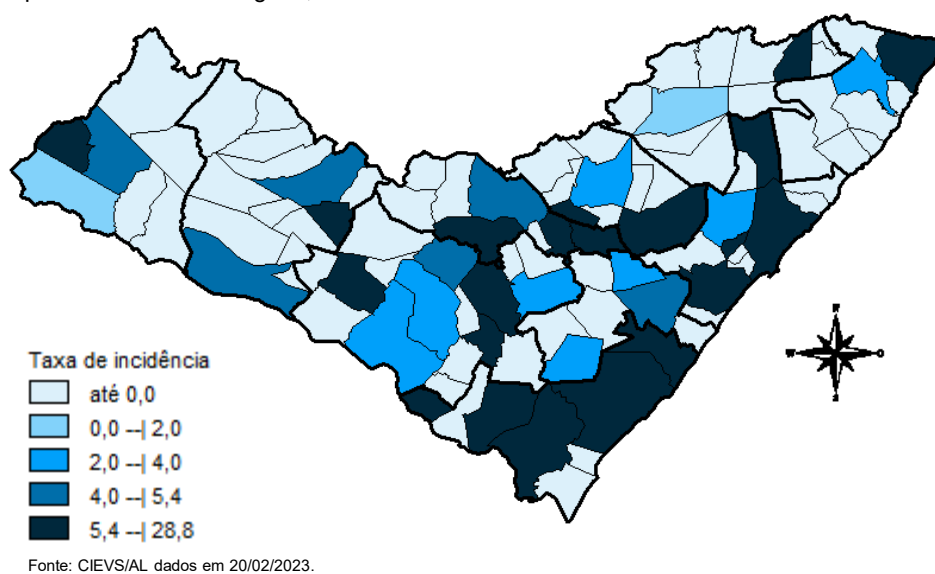 Taxa de incidência
até 0,0
0,0 --| 2,0
2,0 --| 4,0
4,0 --| 5,4
5,4 --| 28,8
Fonte: CIEVS/AL dados em 20/02/2023.